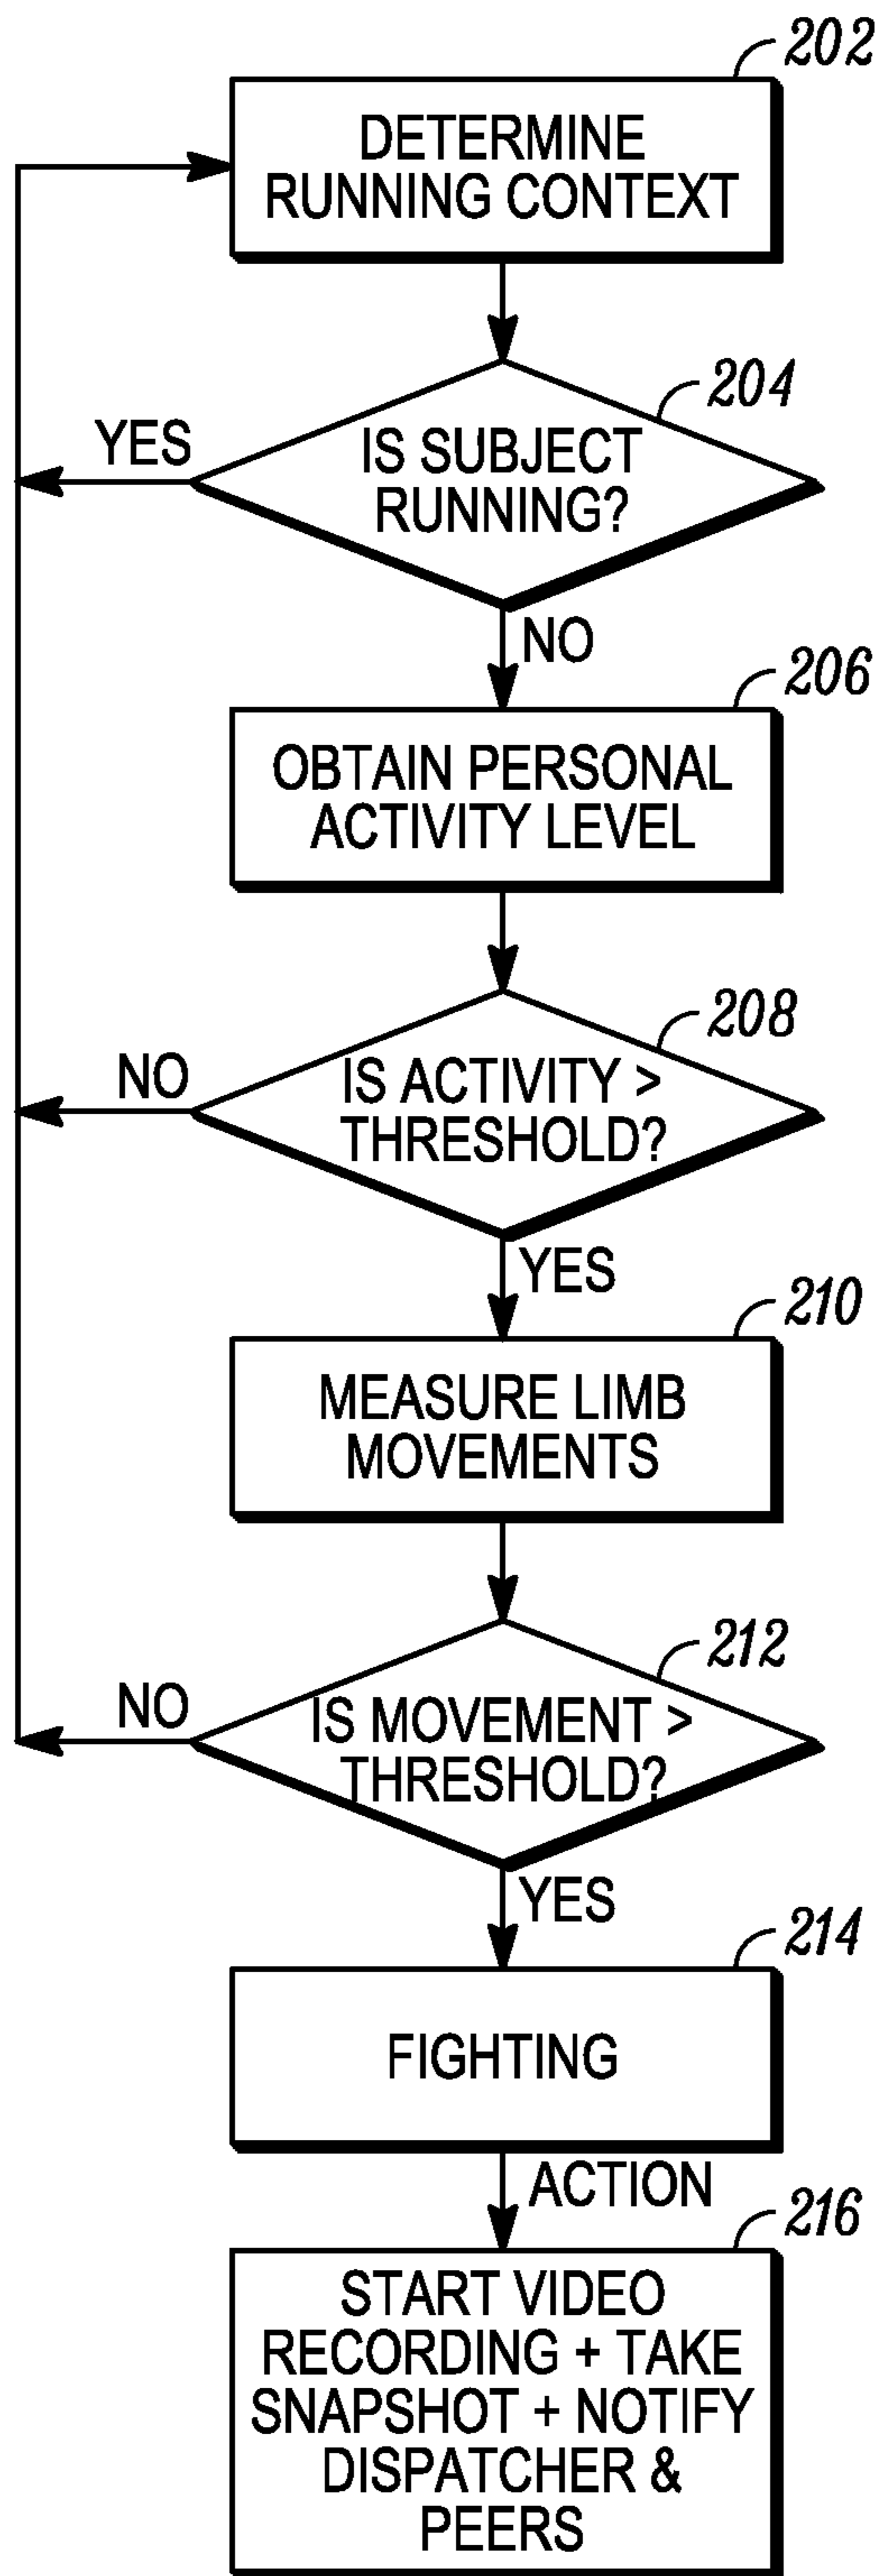 202
DETERMINE
RUNNING CONTEXT
204
YES
IS SUBJECT
RUNNING?
NO
206
OBTAIN PERSONAL
ACTIVITY LEVEL
208
NO
IS ACTIVITY >
THRESHOLD?
YES
210
MEASURE LIMB
MOVEMENTS
212
NO
IS MOVEMENT >
THRESHOLD?
YES
214
FIGHTING
ACTION
216
START VIDEO
RECORDING + TAKE
SNAPSHOT + NOTIFY
DISPATCHER &
PEERS